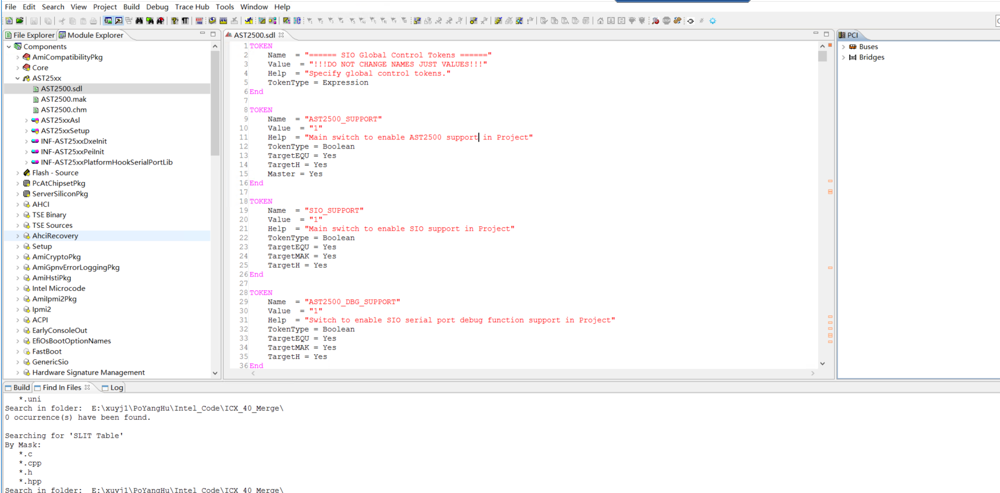 File Edit Search View Project Build Debug Trace Hub Tools Window Help
File Explorer Module Explorer
Components
AmiCompatibilityPkg
Core
AST25xx
AST2500.sdl
AST2500.mak
AST2500.chm
AST25xxAsl
AST25xxSetup
INF-AST25xxDxeInit
INF-AST25xxPeiInit
INF-AST25xxPlatformHookSerialPortLib
Flash - Source
PcAtChipsetPkg
ServerSiliconPkg
AHCI
TSE Binary
TSE Sources
AhciRecovery
Setup
AmiCryptoPkg
AmiGpnvErrorLoggingPkg
AmiHstiPkg
Intel Microcode
AmiIpmi2Pkg
Ipmi2
ACPI
EarlyConsoleOut
EfiOsBootOptionNames
FastBoot
GenericSio
Hardware Signature Management
AST2500.sdl
1 TOKEN
2 Name = "====== SIO Global Control Tokens ======"
3 Value = "!!!DO NOT CHANGE NAMES JUST VALUES!!!"
4 Help = "Specify global control tokens."
5 TokenType = Expression
6 End
7
8 TOKEN
9 Name = "AST2500_SUPPORT"
10 Value = "1"
11 Help = "Main switch to enable AST2500 support in Project"
12 TokenType = Boolean
13 TargetEQU = Yes
14 TargetH = Yes
15 Master = Yes
16 End
17
18 TOKEN
19 Name = "SIO_SUPPORT"
20 Value = "1"
21 Help = "Main switch to enable SIO support in Project"
22 TokenType = Boolean
23 TargetEQU = Yes
24 TargetMAK = Yes
25 TargetH = Yes
26 End
27
28 TOKEN
29 Name = "AST2500_DBG_SUPPORT"
30 Value = "1"
31 Help = "Switch to enable SIO serial port debug function support in Project"
32 TokenType = Boolean
33 TargetEQU = Yes
34 TargetMAK = Yes
35 TargetH = Yes
36 End
PCI
Buses
Bridges
Build Find In Files Log
*.uni
Search in folder: E:\xuyj1\PoYangHu\Intel_Code\ICX_40_Merge\
0 occurrence(s) have been found.
Searching for 'SLIT Table'
By Mask:
*.c
*.cpp
*.h
*.hpp
Search in folder: E:\xuyj1\PoYangHu\Intel_Code\ICX_40_Merge\